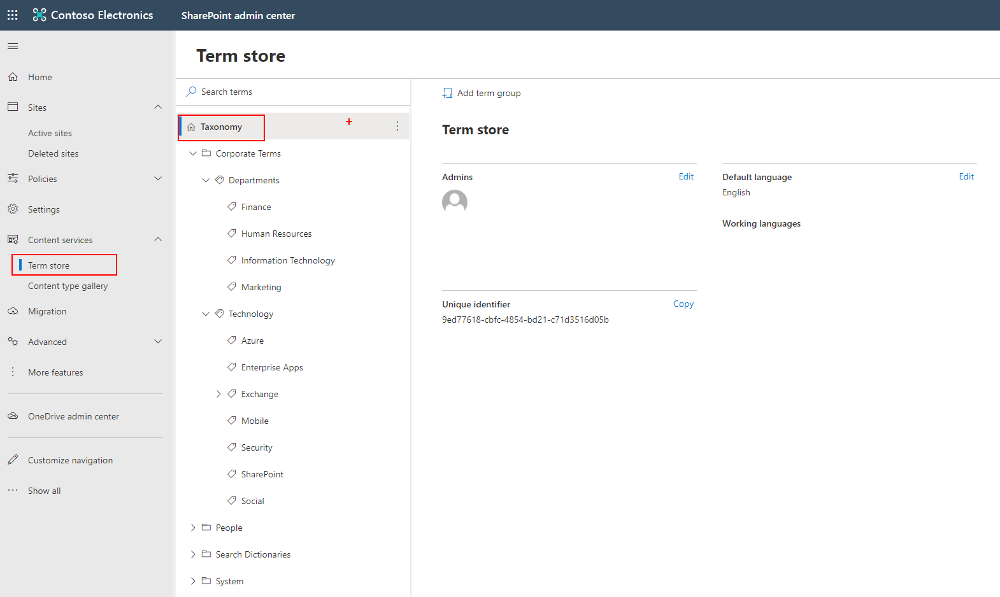 Contoso Electronics
SharePoint admin center
Home
Sites
Active sites
Deleted sites
Policies
Settings
Content services
Term store
Content type gallery
Migration
Advanced
More features
OneDrive admin center
Customize navigation
Show all
Term store
Search terms
Taxonomy
Corporate Terms
Departments
Finance
Human Resources
Information Technology
Marketing
Technology
Azure
Enterprise Apps
Exchange
Mobile
Security
SharePoint
Social
People
Search Dictionaries
System
Add term group
Term store
Admins Edit
Default language Edit
English
Working languages
Unique identifier Copy
9ed77618-cbfc-4854-bd21-c71d3516d05b